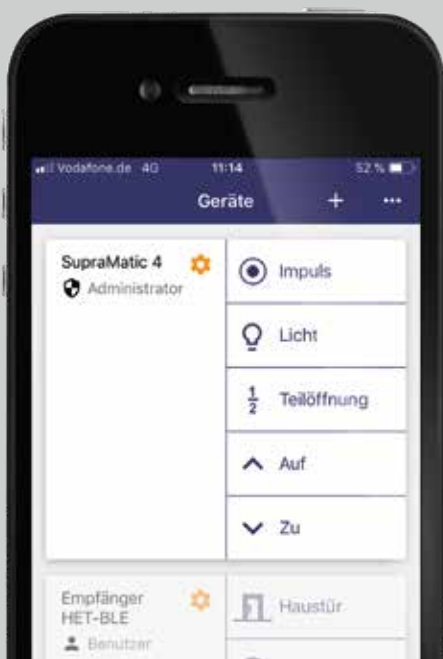 Vodafone.de 4G 11:14 52 %
Geräte + ...
SupraMatic 4
Administrator
Impuls
Licht
1/2 Teilöffnung
Auf
Zu
Empfänger
HET-BLE
Benutzer
Haustür